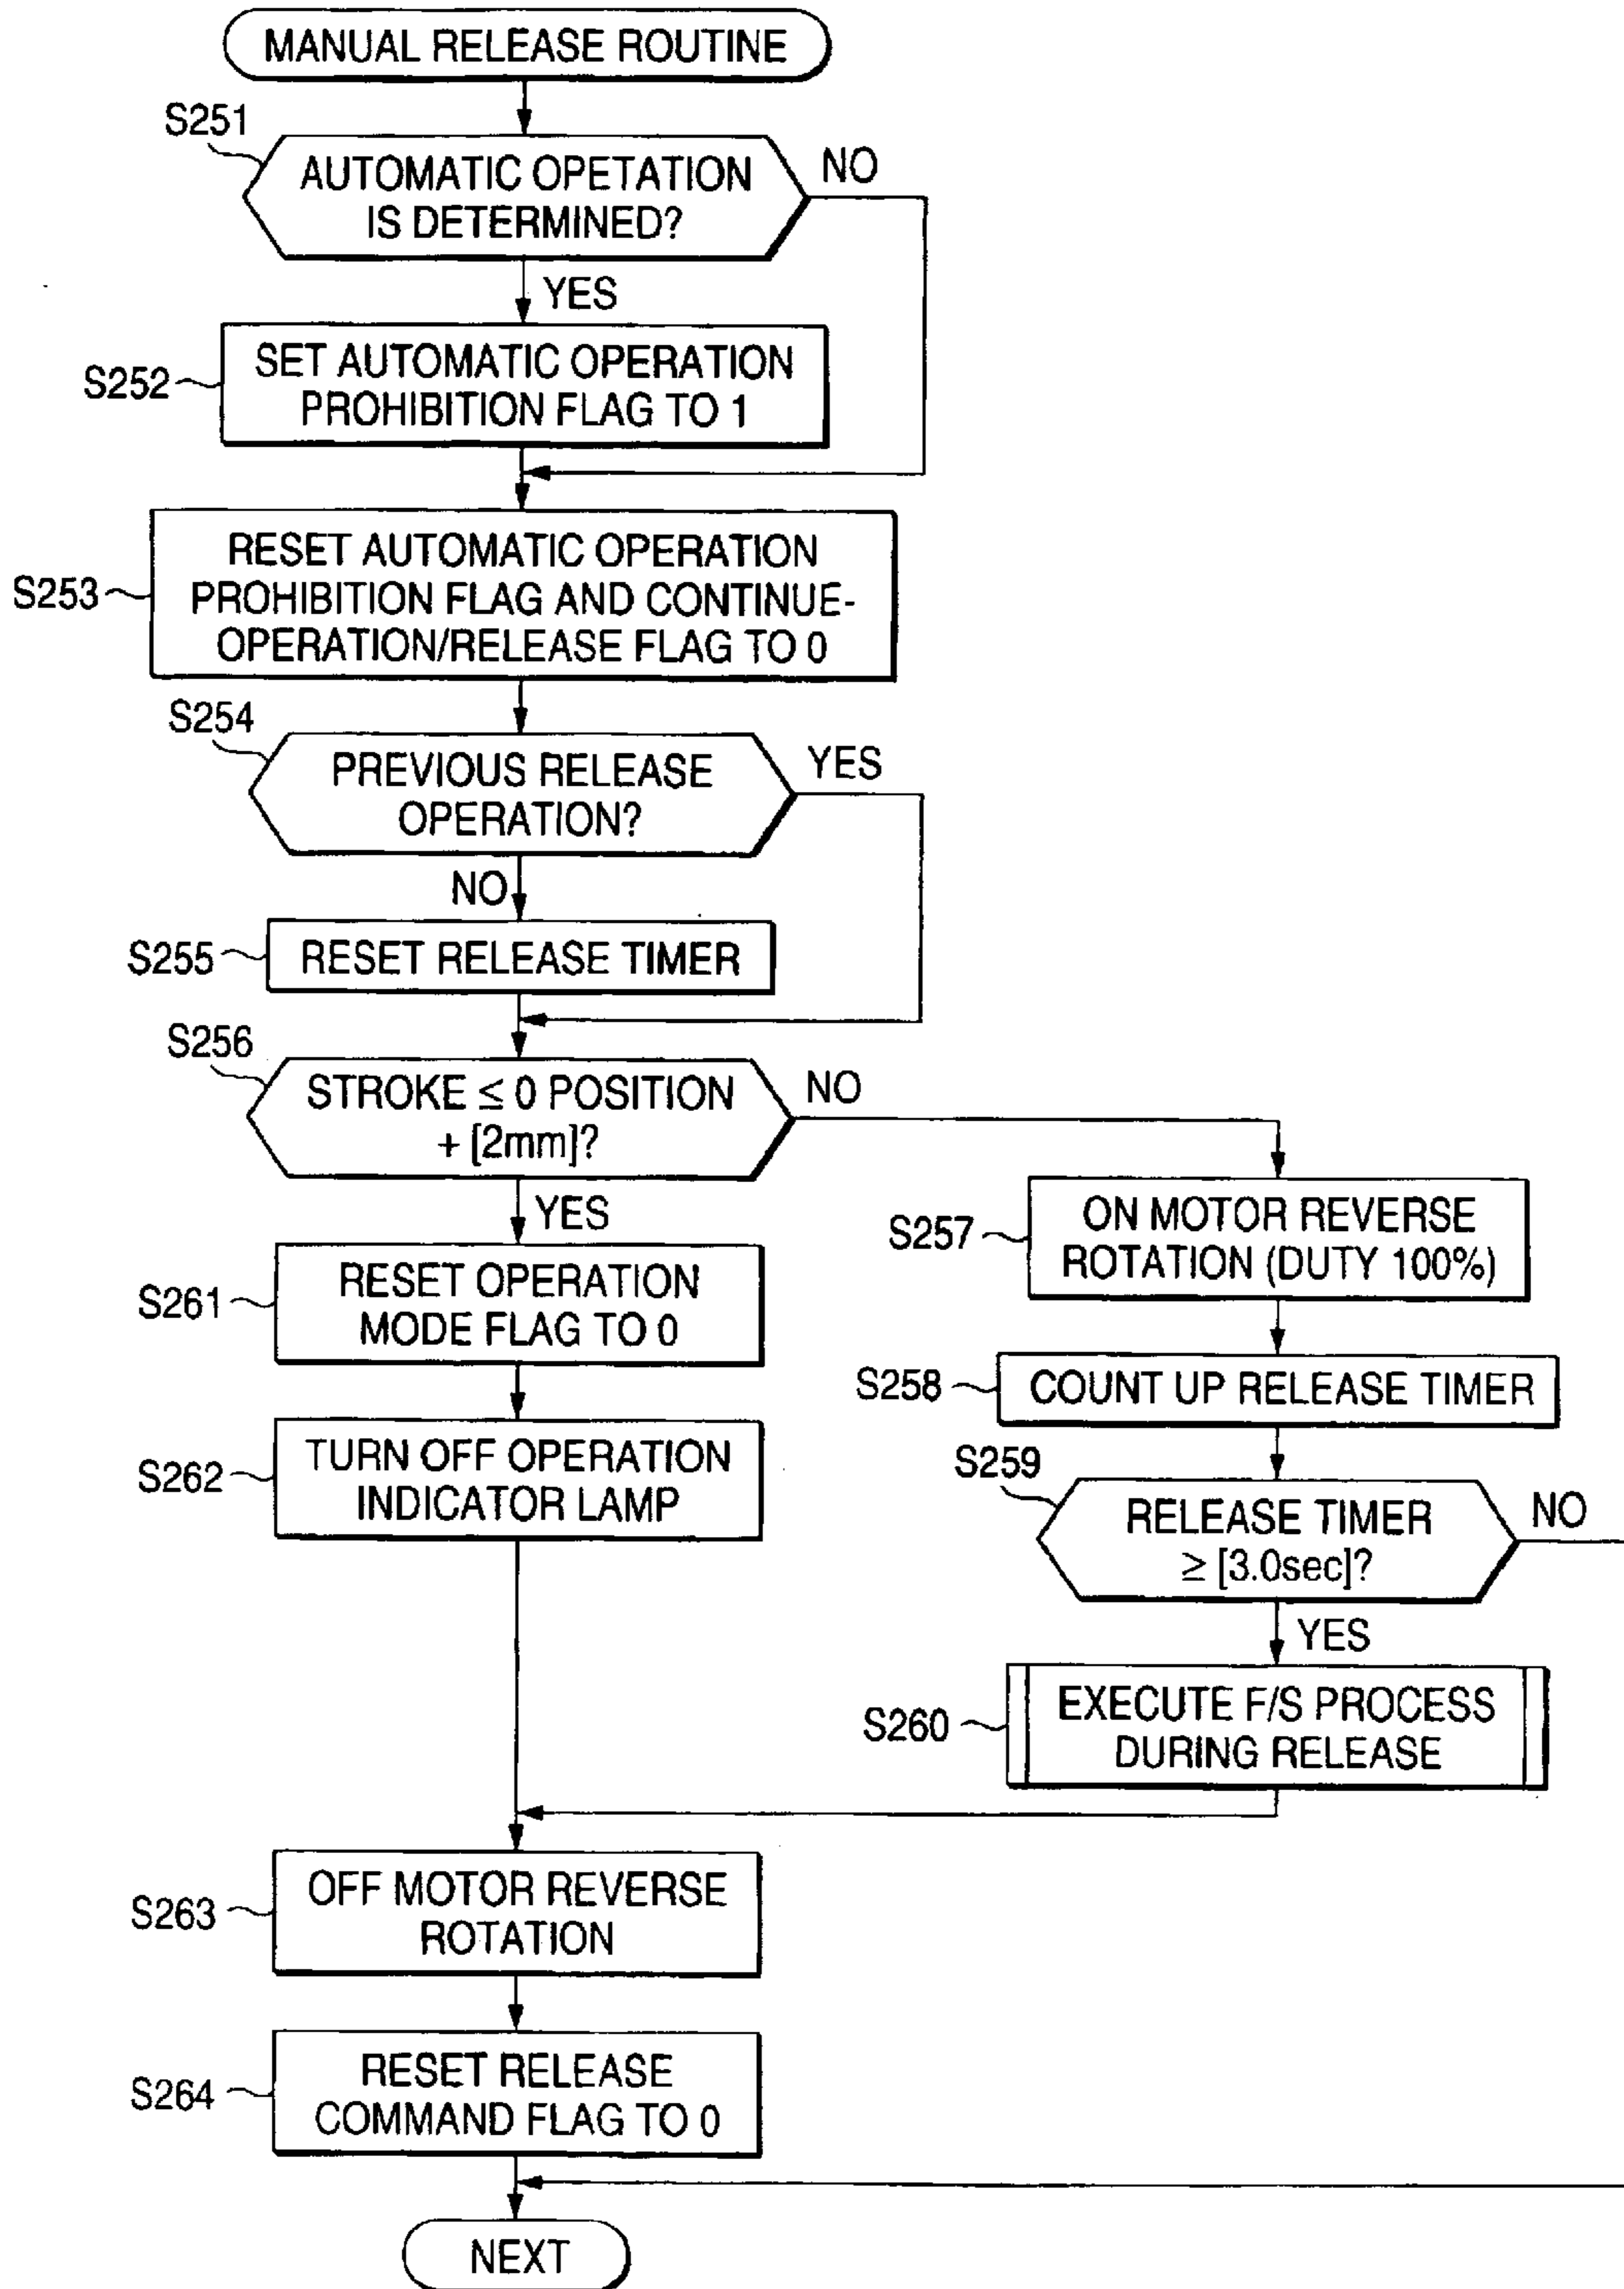 MANUAL RELEASE ROUTINE
S251
AUTOMATIC OPETATION
IS DETERMINED?
NO
YES
S252
SET AUTOMATIC OPERATION
PROHIBITION FLAG TO 1
S253
RESET AUTOMATIC OPERATION
PROHIBITION FLAG AND CONTINUE-
OPERATION/RELEASE FLAG TO 0
S254
PREVIOUS RELEASE
OPERATION?
YES
NO
S255
RESET RELEASE TIMER
S256
STROKE ≤ 0 POSITION
+ [2mm]?
NO
YES
S257
ON MOTOR REVERSE
ROTATION (DUTY 100%)
S261
RESET OPERATION
MODE FLAG TO 0
S258
COUNT UP RELEASE TIMER
S262
TURN OFF OPERATION
INDICATOR LAMP
S259
RELEASE TIMER
≥ [3.0sec]?
NO
YES
S260
EXECUTE F/S PROCESS
DURING RELEASE
S263
OFF MOTOR REVERSE
ROTATION
S264
RESET RELEASE
COMMAND FLAG TO 0
NEXT